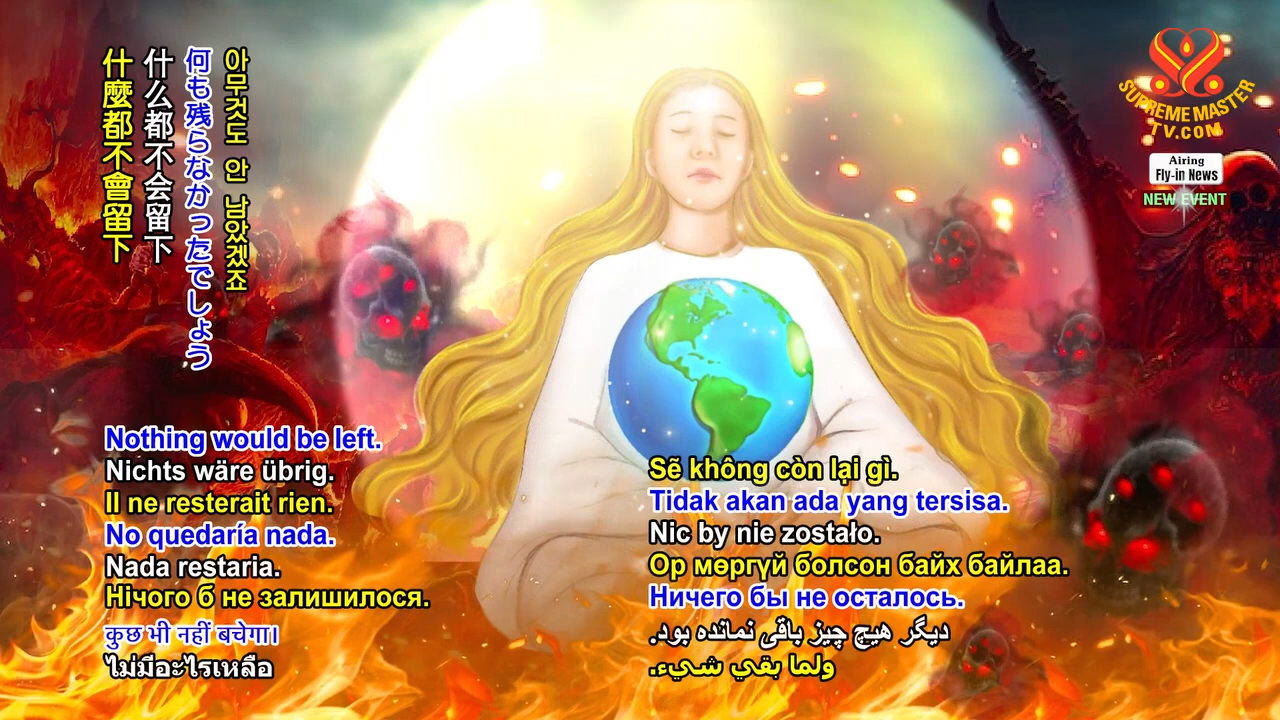 什麼都不會留下
什么都不会留下
何も残らなかったでしょう
아무것도 안 남았겠죠
SUPREME MASTER
TV.COM
Airing
Fly-in News
NEW EVENT
Nothing would be left.
Nichts wäre übrig.
Il ne resterait rien.
No quedaría nada.
Nada restaria.
Нічого б не залишилося.
कुछ भी नहीं बचेगा।
ไม่มีอะไรเหลือ
Sẽ không còn lại gì.
Tidak akan ada yang tersisa.
Nic by nie zostało.
Ор мөргүй болсон байх байлаа.
Ничего бы не осталось.
دیگر هیچ چیز باقی نمانده بود.
ولما بقي شيء.